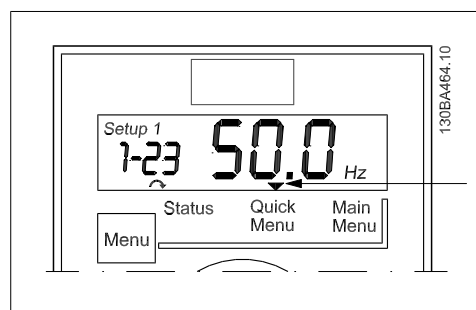 Setup 1
1-23
50.0
Hz
Status
Quick
Menu
Main
Menu
Menu
130BA464.10